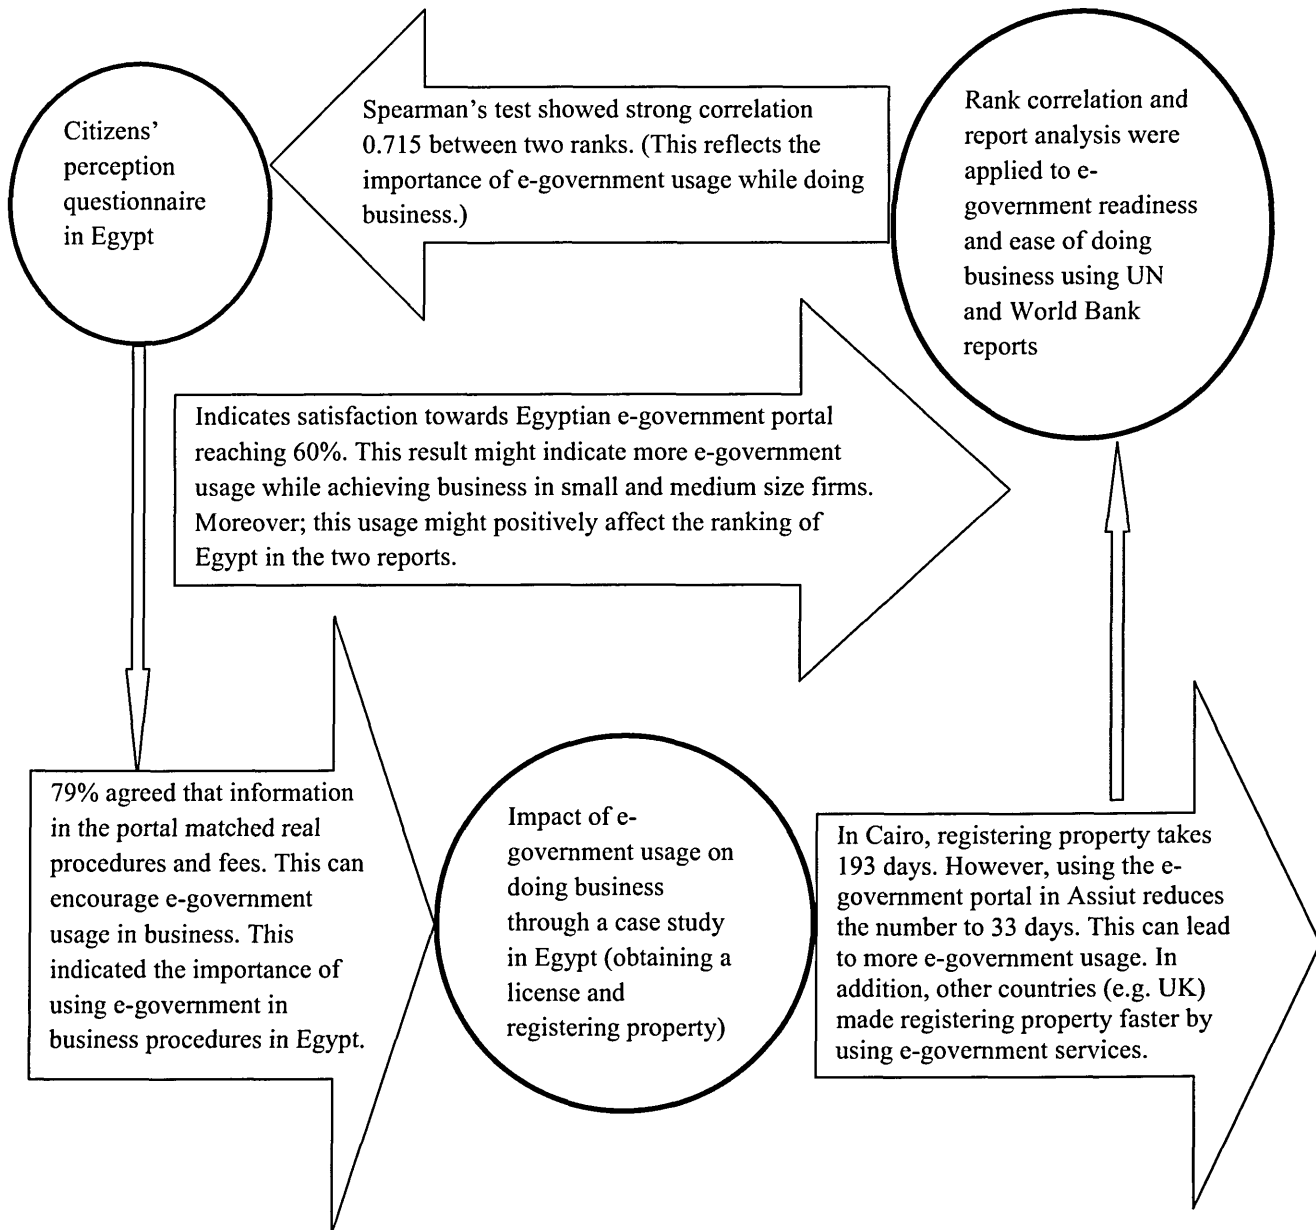 Citizens’
perception
questionnaire
in Egypt
Spearman’s test showed strong correlation
0.715 between two ranks. (This reflects the
importance of e-government usage while doing
business.)
Rank correlation and
report analysis were
applied to e-
government readiness
and ease of doing
business using UN
and World Bank
reports
Indicates satisfaction towards Egyptian e-government portal
reaching 60%. This result might indicate more e-government
usage while achieving business in small and medium size firms.
Moreover; this usage might positively affect the ranking of
Egypt in the two reports.
79% agreed that information
in the portal matched real
procedures and fees. This can
encourage e-government
usage in business. This
indicated the importance of
using e-government in
business procedures in Egypt.
Impact of e-
government usage on
doing business
through a case study
in Egypt (obtaining a
license and
registering property)
In Cairo, registering property takes
193 days. However, using the e-
government portal in Assiut reduces
the number to 33 days. This can lead
to more e-government usage. In
addition, other countries (e.g. UK)
made registering property faster by
using e-government services.